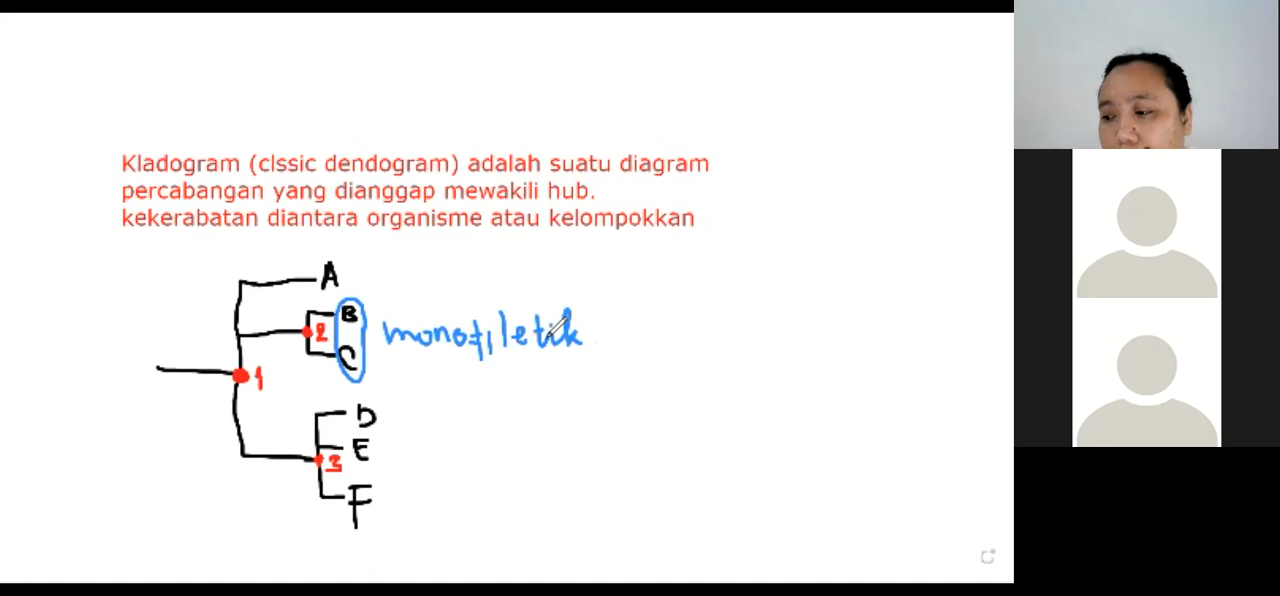 Kladogram (clssic dendogram) adalah suatu diagram
percabangan yang dianggap mewakili hub.
kekerabatan diantara organisme atau kelompokkan
A
B
2
monofiletik
C
1
D
E
3
F